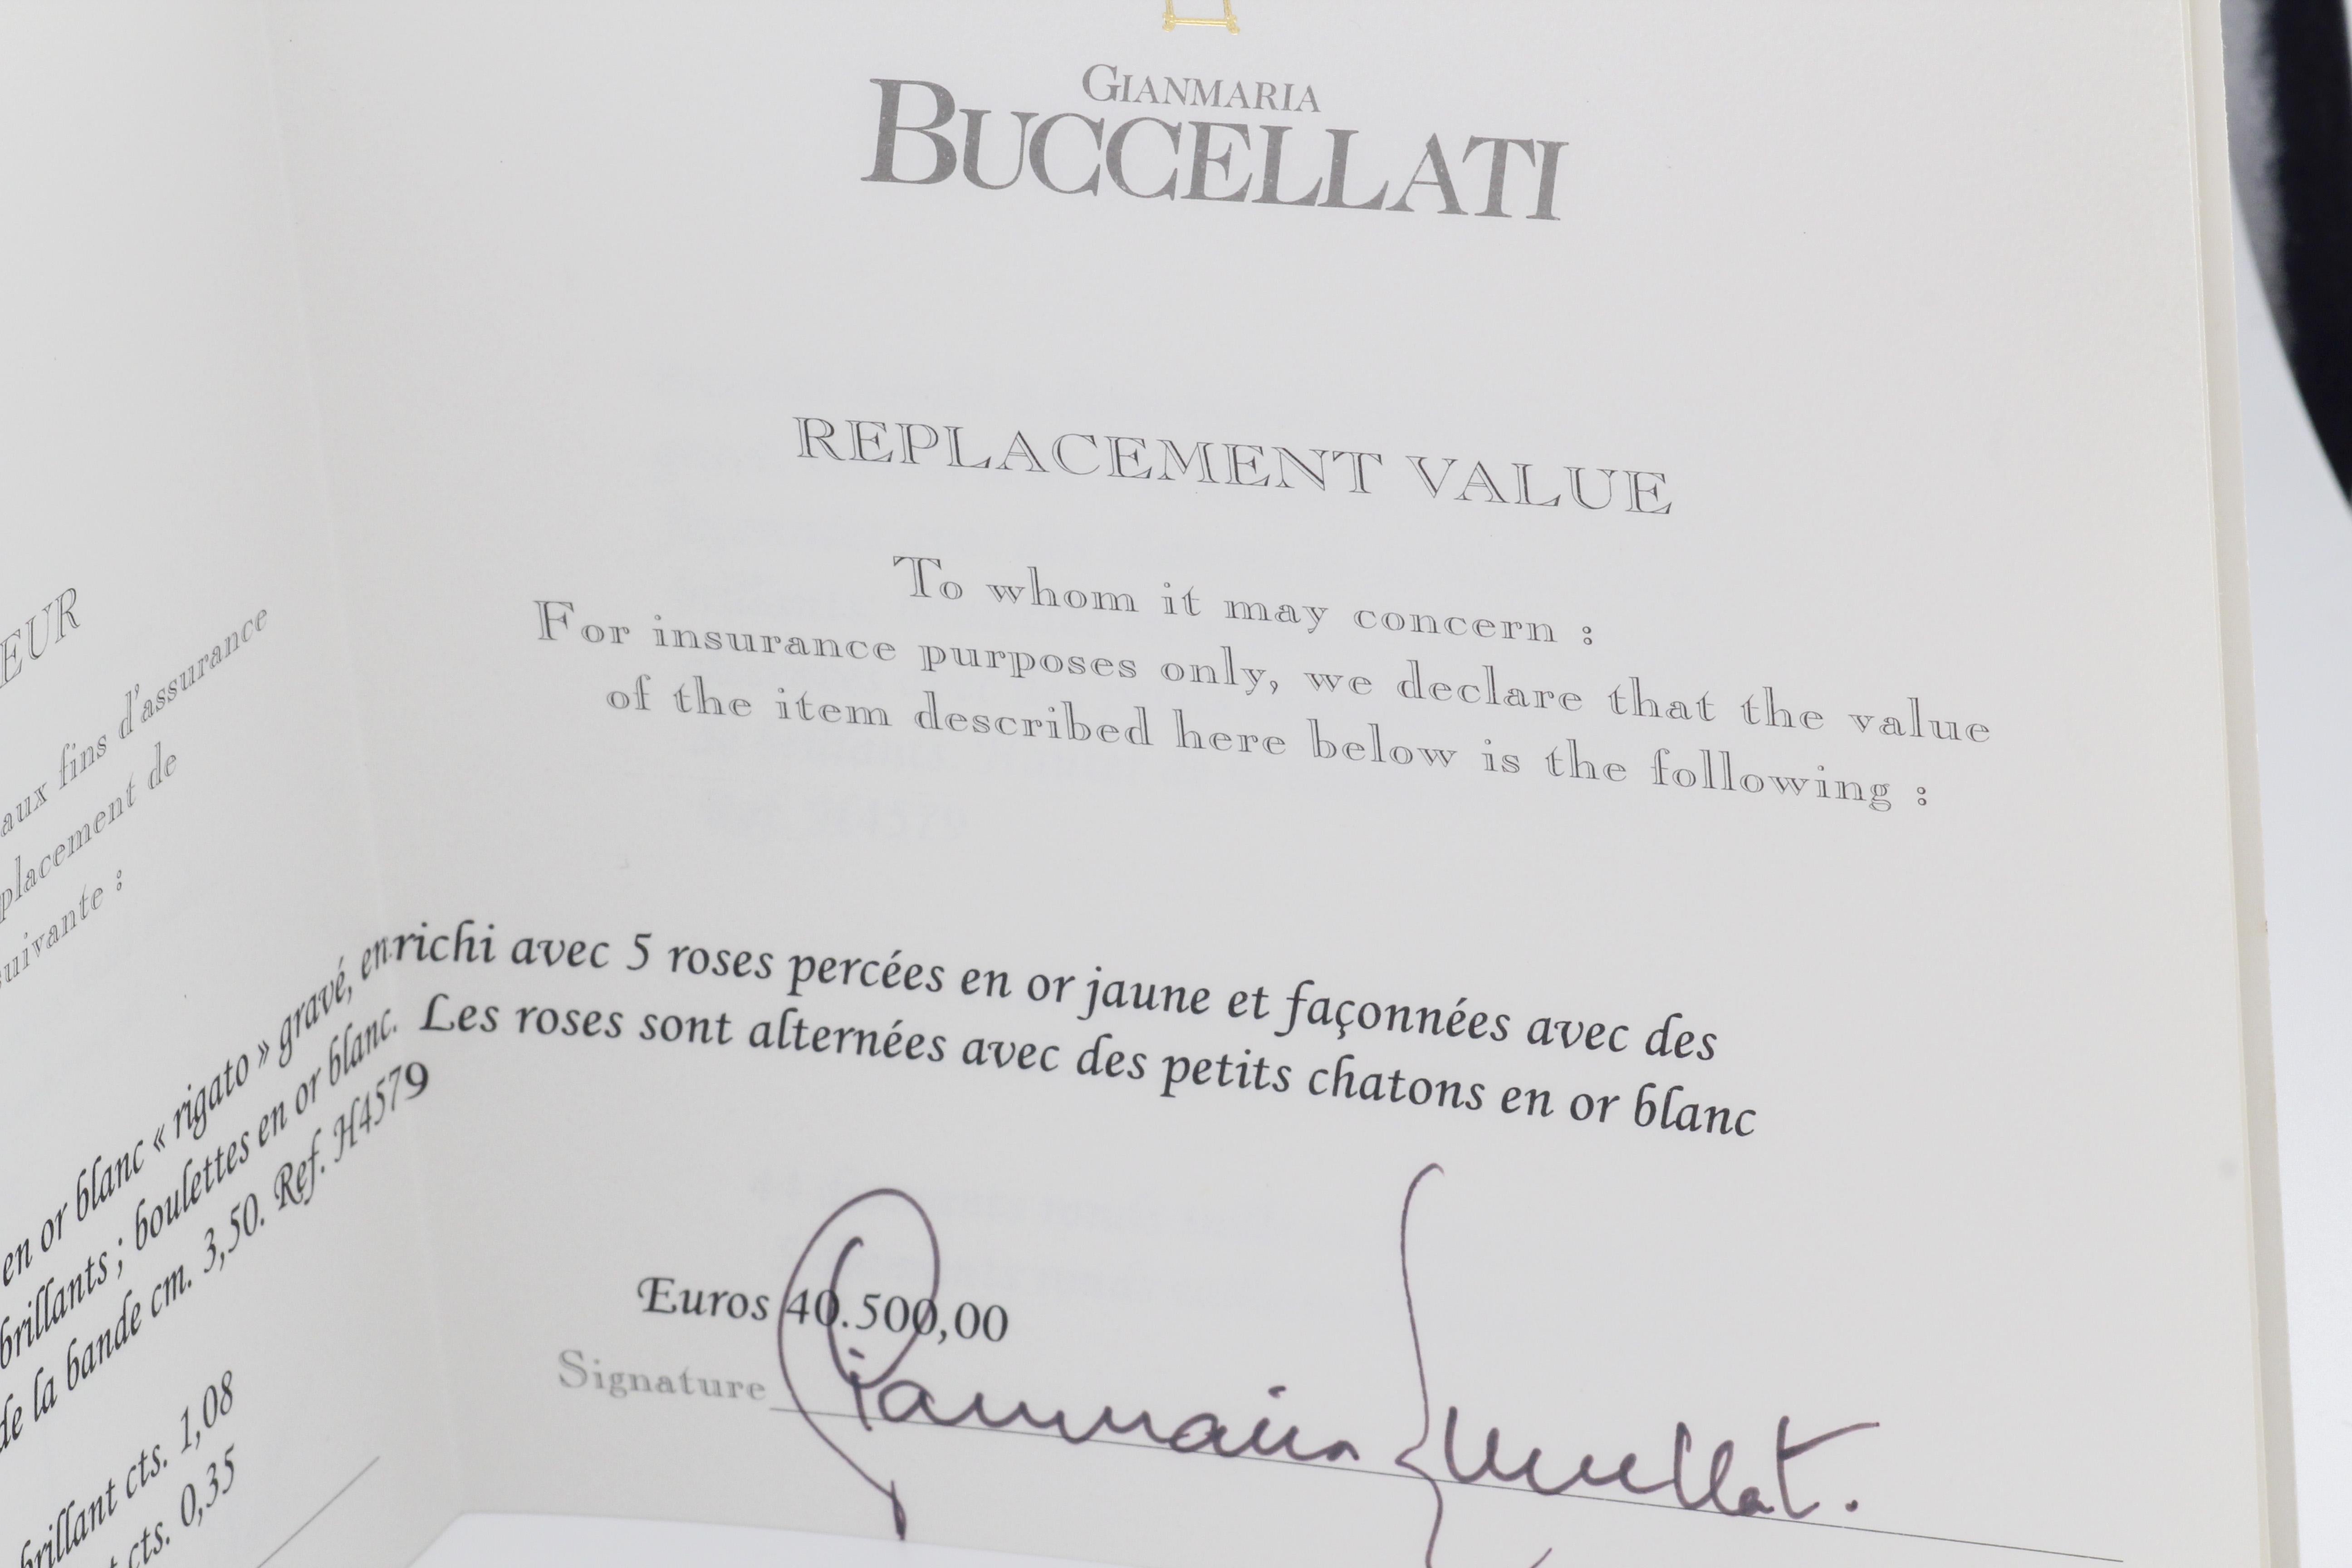 EUR
aux fins d'assurance
placement de
uivante :
GIANMARIA
BUCCELLATI
REPLACEMENT VALUE
To whom it may concern :
For insurance purposes only, we declare that the value
of the item described here below is the following :
en or blanc « rigato » gravé, enrichi avec 5 roses percées en or jaune et façonnées avec des
brillants ; boulettes en or blanc. Les roses sont alternées avec des petits chatons en or blanc
de la bande cm. 3,50. Ref. H4579
brillant cts. 1,08
cts. 0,35
Euros 40.500,00
Signature Gianmaria Buccellati